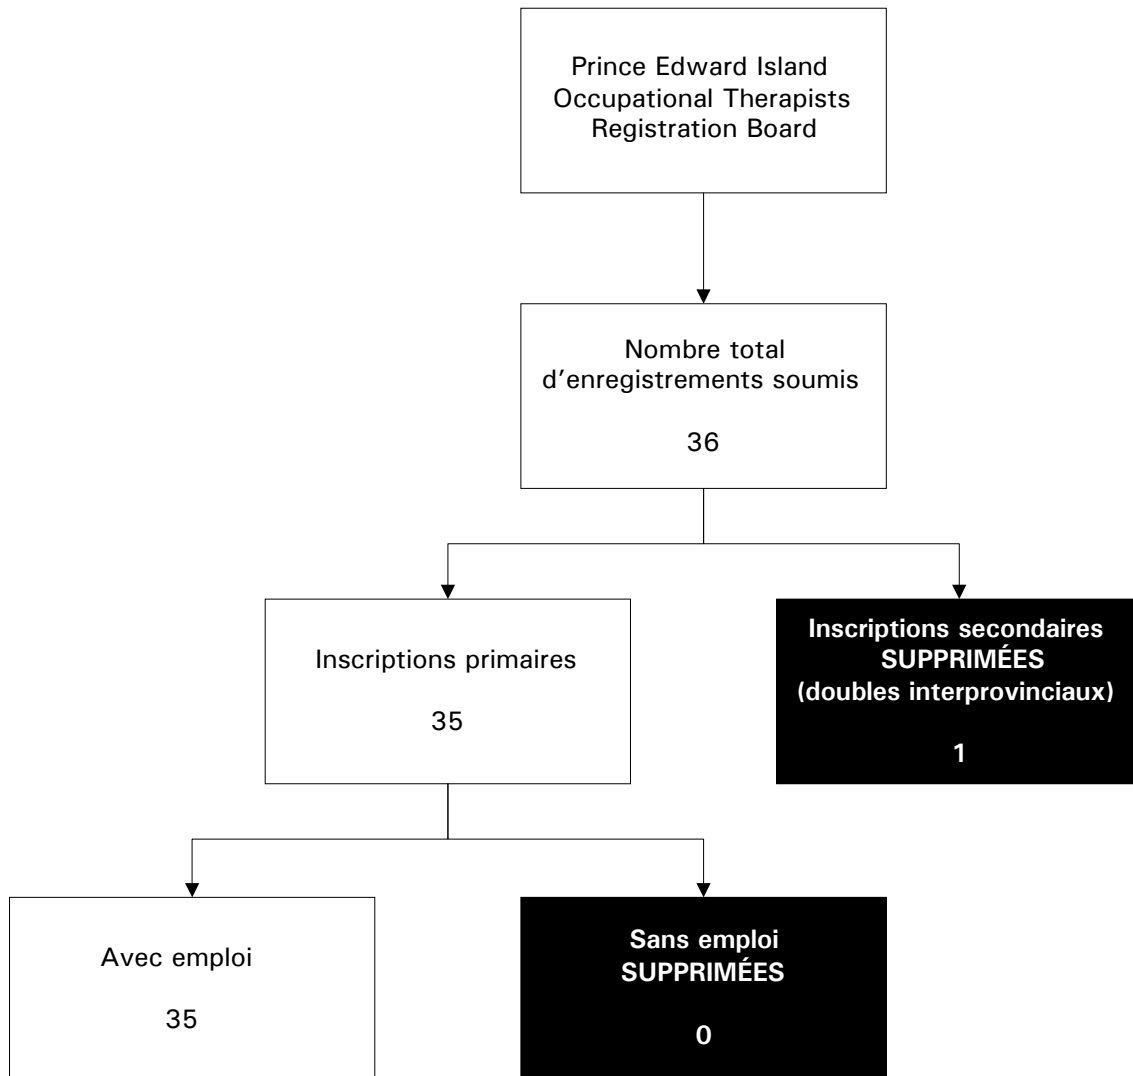 Prince Edward Island
Occupational Therapists
Registration Board
Nombre total
d'enregistrements soumis
36
Inscriptions primaires
35
Inscriptions secondaires
SUPPRIMÉES
(doubles interprovinciaux)
1
Avec emploi
35
Sans emploi
SUPPRIMÉES
0